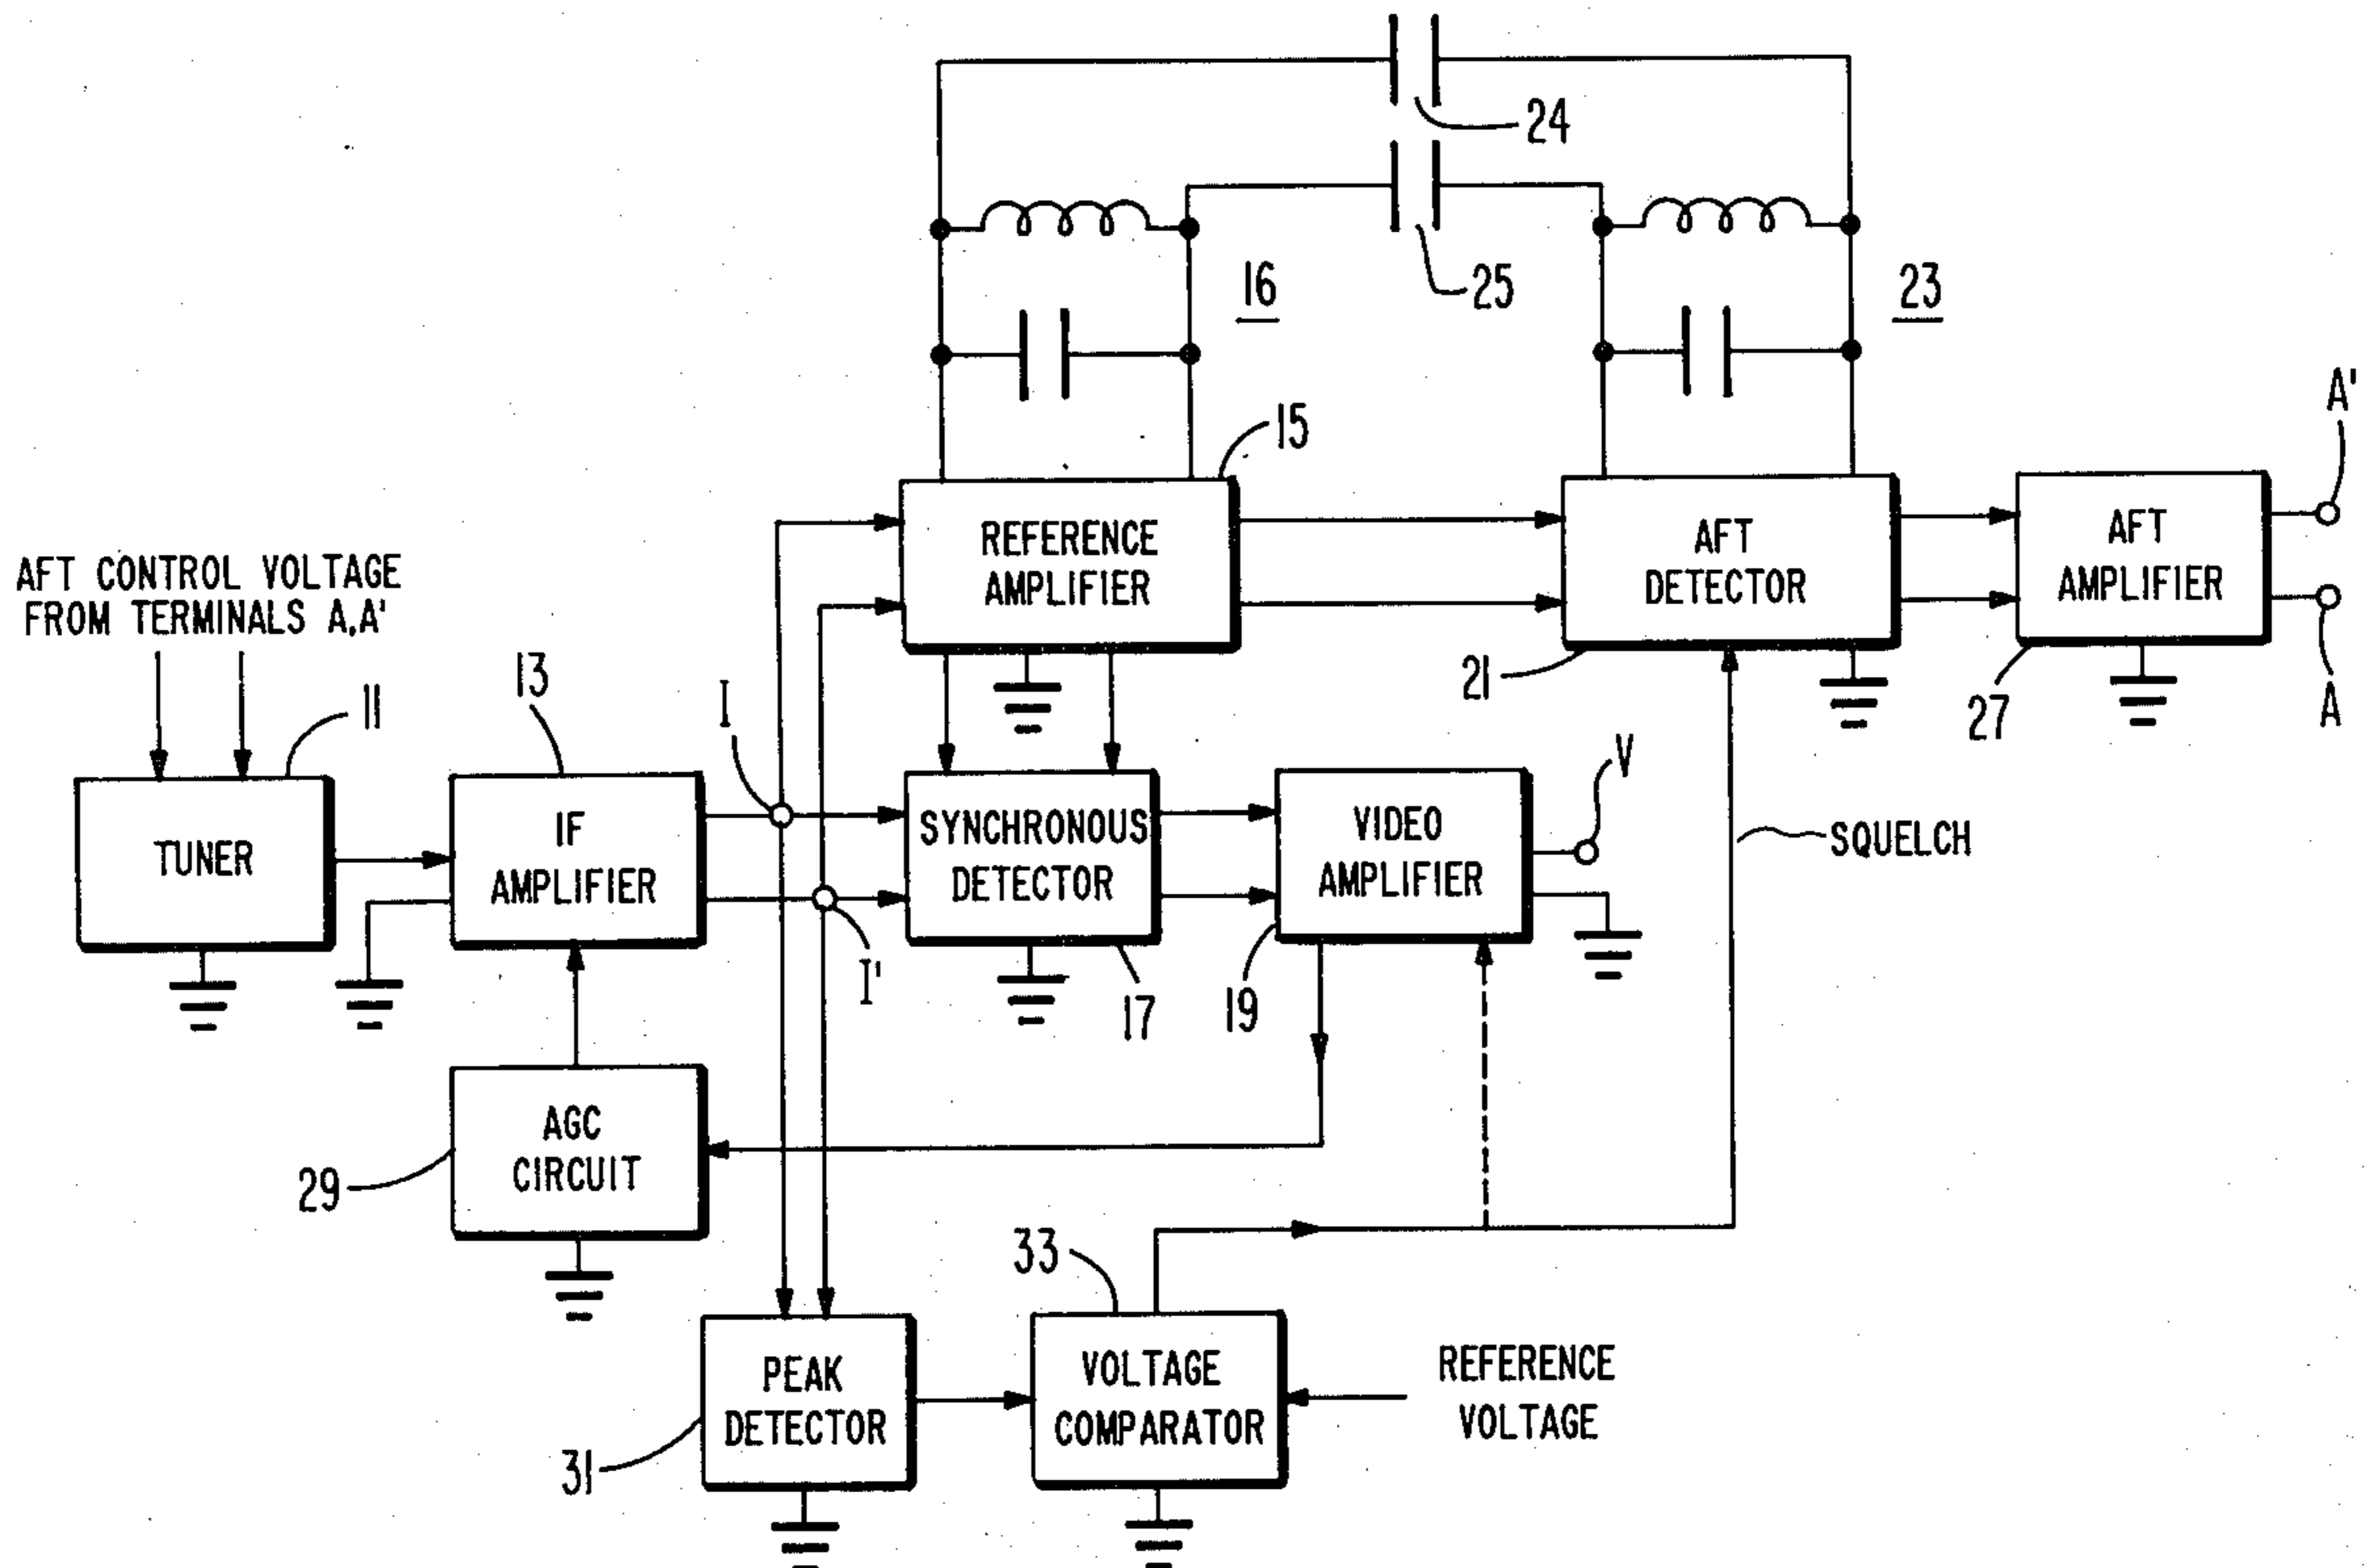 24
25
16
23
15
A'
REFERENCE
AMPLIFIER
AFT
DETECTOR
AFT
AMPLIFIER
AFT CONTROL VOLTAGE
FROM TERMINALS A,A'
21
27
A
11
13
I
V
TUNER
IF
AMPLIFIER
SYNCHRONOUS
DETECTOR
VIDEO
AMPLIFIER
SQUELCH
I'
17
19
AGC
CIRCUIT
29
33
PEAK
DETECTOR
VOLTAGE
COMPARATOR
REFERENCE
VOLTAGE
31